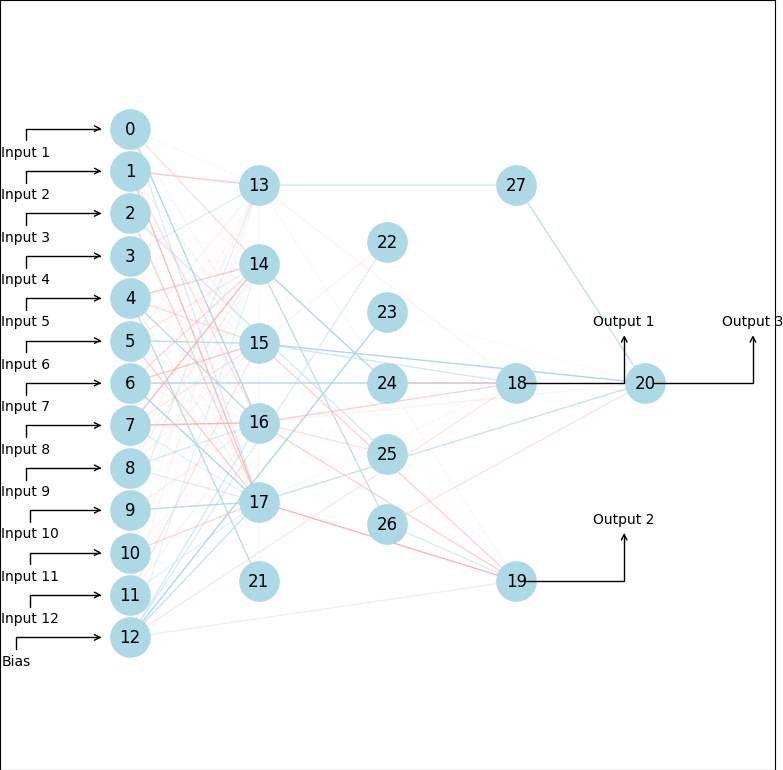 0
Input 1
1
Input 2
2
Input 3
3
Input 4
4
Input 5
5
Input 6
6
Input 7
7
Input 8
8
Input 9
9
Input 10
10
Input 11
11
Input 12
12
Bias
13
14
15
16
17
21
22
23
24
25
26
27
18
19
Output 1
Output 2
20
Output 3